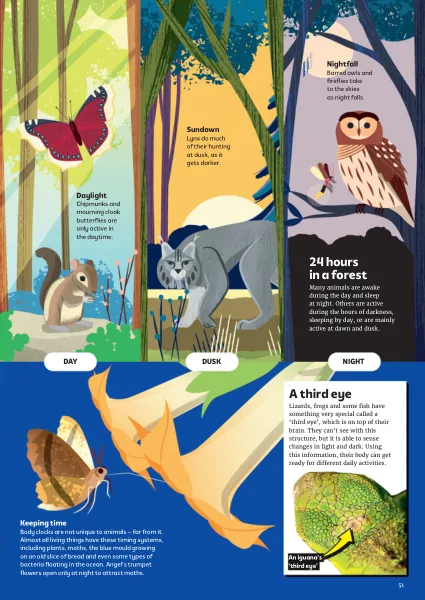 Nightfall
Barred owls and
fireflies take
to the skies
as night falls.
Sundown
Lynx do much
of their hunting
at dusk, as it
gets darker.
Daylight
Chipmunks and
mourning cloak
butterflies are
only active in
the daytime.
24 hours
in a forest
Many animals are awake
during the day and sleep
at night. Others are active
during the hours of darkness,
sleeping by day, or are mainly
active at dawn and dusk.
DAY
DUSK
NIGHT
A third eye
Lizards, frogs and some fish have
something very special called a
‘third eye’, which is on top of their
brain. They can’t see with this
structure, but it is able to sense
changes in light and dark. Using
this information, their body can get
ready for different daily activities.
An iguana’s
‘third eye’
Keeping time
Body clocks are not unique to animals – far from it.
Almost all living things have these timing systems,
including plants, moths, the blue mould growing
on an old slice of bread and even some types of
bacteria floating in the ocean. Angel’s trumpet
flowers open only at night to attract moths.
51